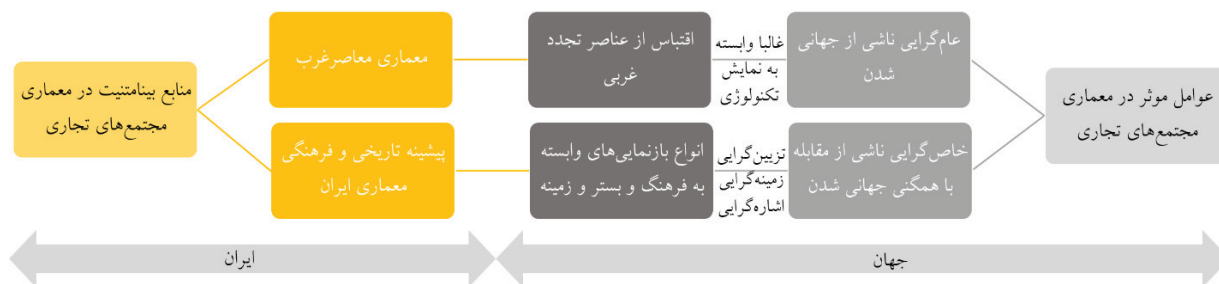 عوامل موثر در معماری
مجتمع‌های تجاری
عام‌گرایی ناشی از جهانی
شدن
غالبا وابسته
به نمایش
تکنولوژی
اقتباس از عناصر تجدد
غربی
معماری معاصرغرب
خاص‌گرایی ناشی از مقابله
با همگنی جهانی شدن
تزیین‌گرایی
زمینه‌گرایی
اشاره‌گرایی
انواع بازنمایی‌های وابسته
به فرهنگ و بستر و زمینه
پیشینه تاریخی و فرهنگی
معماری ایران
منابع بینامتنیت در معماری
مجتمع‌های تجاری
جهان
ایران